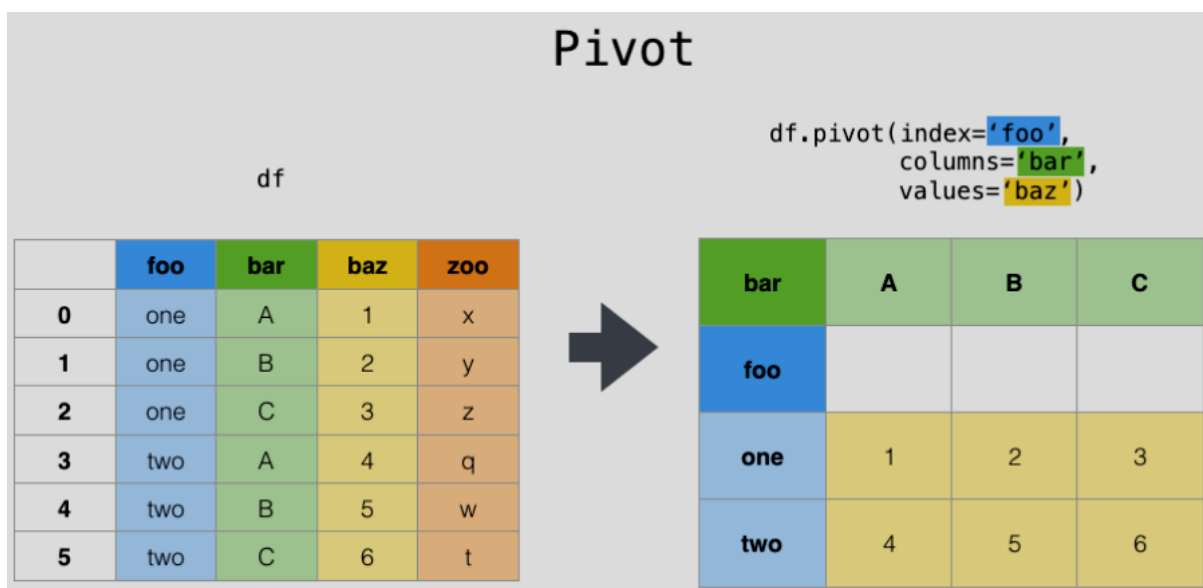 Pivot
df
foo bar baz zoo
0 one A 1 x
1 one B 2 y
2 one C 3 z
3 two A 4 q
4 two B 5 w
5 two C 6 t
df.pivot(index=‘foo’,
columns=‘bar’,
values=‘baz’)
bar A B C
foo
one 1 2 3
two 4 5 6